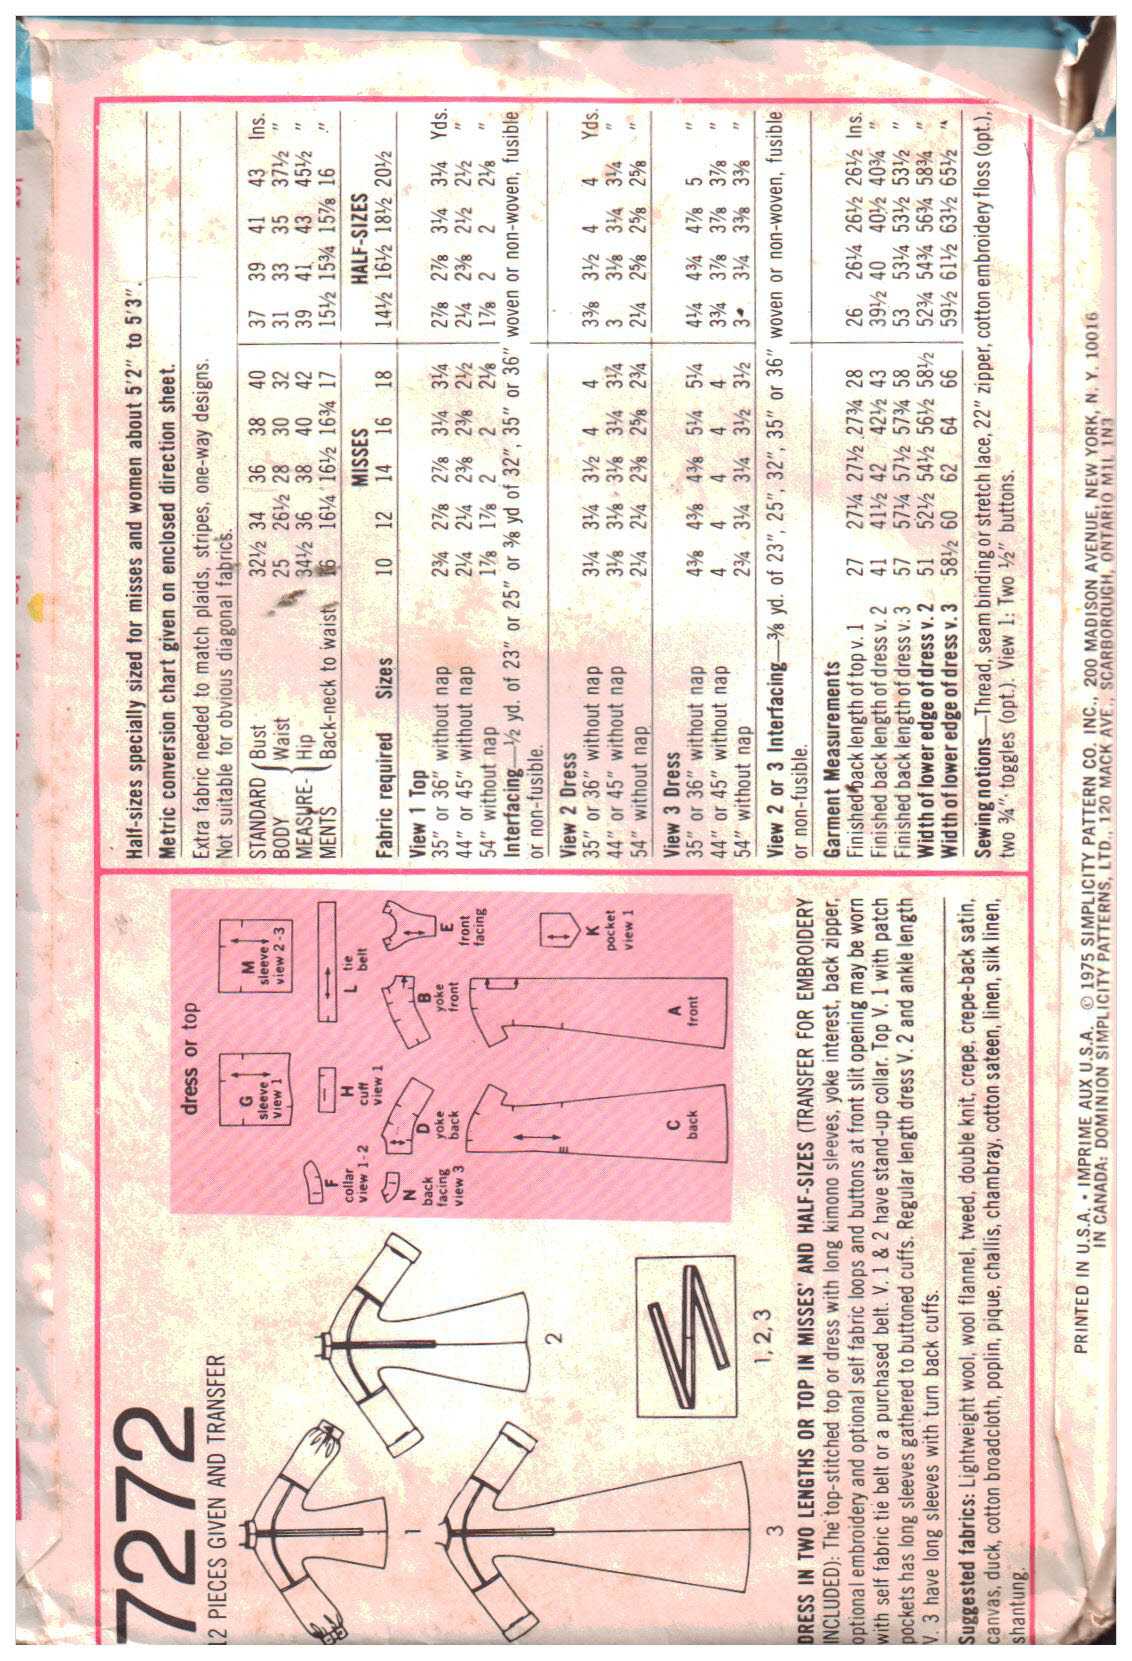 7272
12 PIECES GIVEN AND TRANSFER
1
2
3
1, 2, 3
dress or top
G
sleeve
view 1
M
sleeve
view 2-3
F
collar
view 1-2
H
cuff
view 1
L
tie
belt
N
back
facing
view 3
D
yoke
back
B
yoke
front
E
front
facing
C
back
A
front
K
pocket
view 1
DRESS IN TWO LENGTHS OR TOP IN MISSES' AND HALF-SIZES (TRANSFER FOR EMBROIDERY
INCLUDED): The top-stitched top or dress with long kimono sleeves, yoke interest, back zipper,
optional embroidery and optional self fabric loops and buttons at front slit opening may be worn
with self fabric tie belt or a purchased belt. V. 1 & 2 have stand-up collar. Top V. 1 with patch
pockets has long sleeves gathered to buttoned cuffs. Regular length dress V. 2 and ankle length
V. 3 have long sleeves with turn back cuffs.
Suggested fabrics: Lightweight wool, wool flannel, tweed, double knit, crepe, crepe-back satin,
canvas, duck, cotton broadcloth, poplin, pique, challis, chambray, cotton sateen, linen, silk linen,
shantung.
Half-sizes specially sized for misses and women about 5'2" to 5'3".
Metric conversion chart given on enclosed direction sheet.
Extra fabric needed to match plaids, stripes, one-way designs.
Not suitable for obvious diagonal fabrics.
STANDARD Bust 32½ 34 36 38 40 37 39 41 43 Ins.
BODY Waist 25 26½ 28 30 32 31 33 35 37½ "
MEASURE- Hip 34½ 36 38 40 42 39 41 43 45½ "
MENTS Back-neck to waist 16 16¼ 16½ 16¾ 17 15½ 15¾ 15⅞ 16 "
MISSES HALF-SIZES
Fabric required Sizes 10 12 14 16 18 14½ 16½ 18½ 20½
View 1 Top
35" or 36" without nap 2¾ 2⅞ 2⅞ 3¼ 3¼ 2⅞ 2⅞ 3¼ 3¼ Yds.
44" or 45" without nap 2¼ 2¼ 2⅜ 2⅜ 2½ 2¼ 2⅜ 2½ 2½ "
54" without nap 1⅞ 1⅞ 2 2 2⅛ 1⅞ 2 2 2⅛ "
Interfacing—½ yd. of 23" or 25" or ⅜ yd of 32", 35" or 36" woven or non-woven, fusible
or non-fusible.
View 2 Dress
35" or 36" without nap 3¼ 3¼ 3½ 4 4 3⅜ 3½ 4 4 Yds.
44" or 45" without nap 3⅛ 3⅛ 3⅛ 3¼ 3¼ 3 3⅛ 3¼ 3¼ "
54" without nap 2¼ 2¼ 2⅜ 2⅝ 2¾ 2¼ 2⅝ 2⅝ 2⅝ "
View 3 Dress
35" or 36" without nap 4⅜ 4⅜ 4⅜ 5¼ 5¼ 4¼ 4¾ 4⅞ 5 "
44" or 45" without nap 4 4 4 4 4 3¾ 3⅞ 3⅞ 3⅞ "
54" without nap 2¾ 3¼ 3¼ 3½ 3½ 3 3¼ 3⅜ 3⅜ "
View 2 or 3 Interfacing—⅜ yd. of 23", 25", 32", 35" or 36" woven or non-woven, fusible
or non-fusible.
Garment Measurements
Finished back length of top v. 1 27 27¼ 27½ 27¾ 28 26 26¼ 26½ 26½ Ins.
Finished back length of dress v. 2 41 41½ 42 42½ 43 39½ 40 40½ 40¾ "
Finished back length of dress v. 3 57 57¼ 57½ 57¾ 58 53 53¼ 53½ 53½ "
Width of lower edge of dress v. 2 51 52½ 54½ 56½ 58½ 52¾ 54¾ 56¾ 58¾ "
Width of lower edge of dress v. 3 58½ 60 62 64 66 59½ 61½ 63½ 65½ "
Sewing notions—Thread, seam binding or stretch lace, 22" zipper, cotton embroidery floss (opt.),
two ¾" toggles (opt.). View 1: Two ½" buttons.
PRINTED IN U.S.A. • IMPRIME AUX U.S.A. © 1975 SIMPLICITY PATTERN CO. INC., 200 MADISON AVENUE, NEW YORK, N. Y. 10016
IN CANADA: DOMINION SIMPLICITY PATTERNS, LTD., 120 MACK AVE., SCARBOROUGH, ONTARIO M1L 1N3